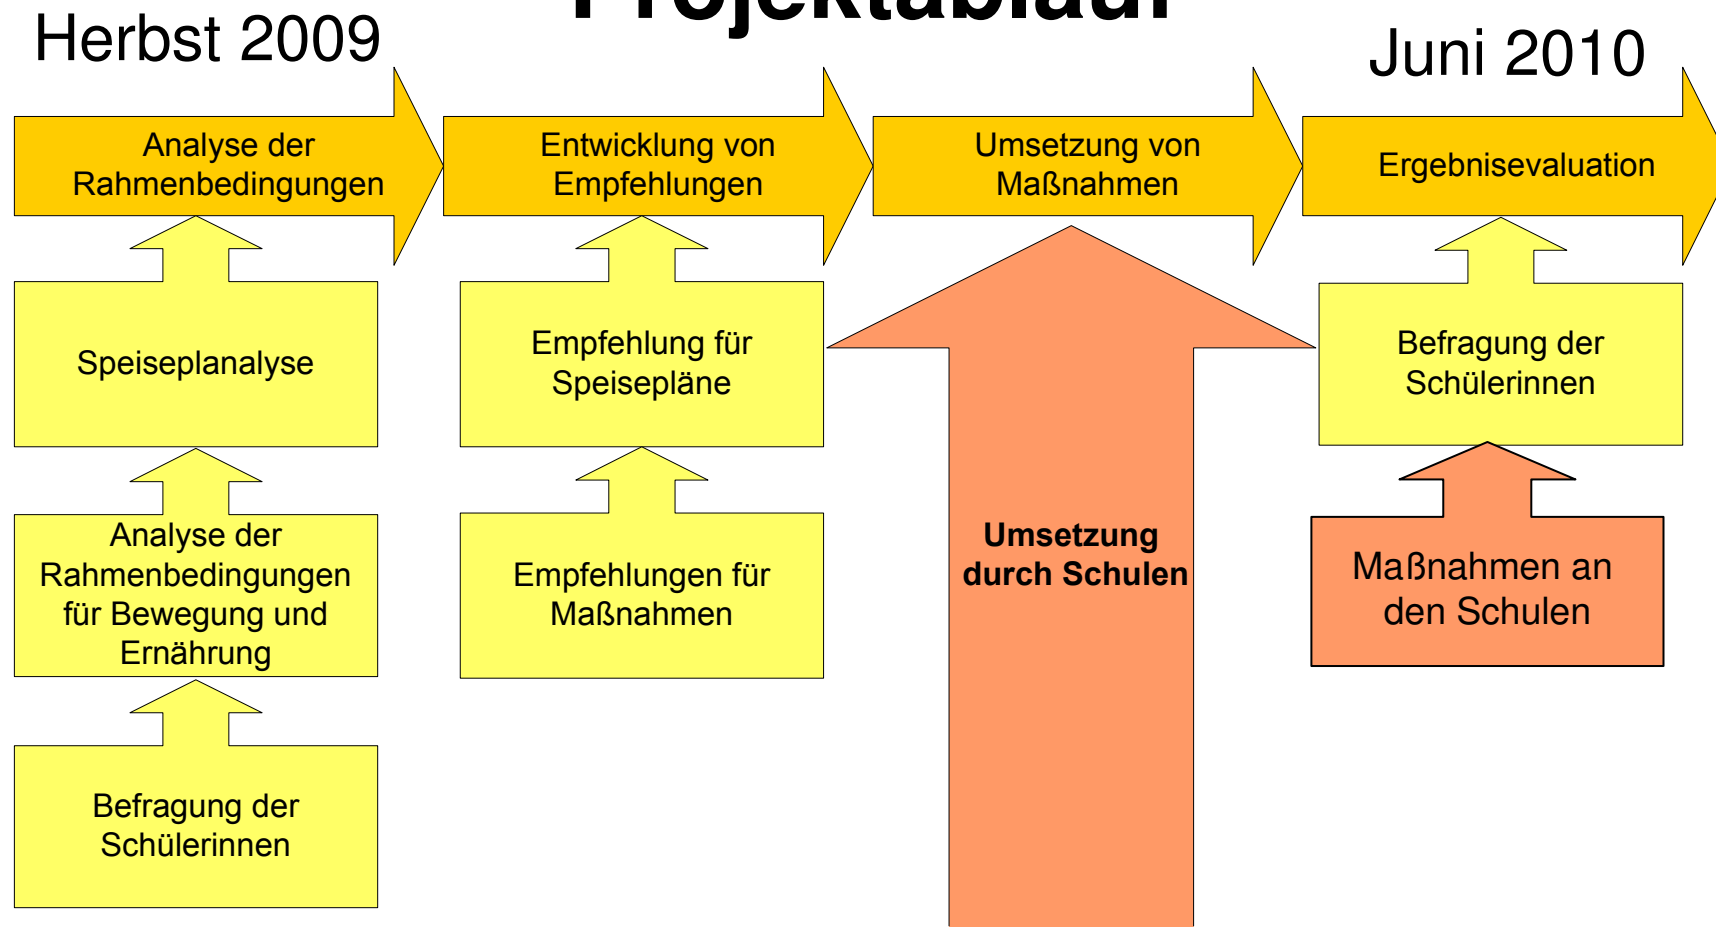 Projektablauf
Herbst 2009
Juni 2010
Analyse der
Rahmenbedingungen
Entwicklung von
Empfehlungen
Umsetzung von
Maßnahmen
Ergebnisevaluation
Speiseplanalyse
Empfehlung für
Speisepläne
Befragung der
Schülerinnen
Analyse der
Rahmenbedingungen
für Bewegung und
Ernährung
Empfehlungen für
Maßnahmen
Umsetzung
durch Schulen
Maßnahmen an
den Schulen
Befragung der
Schülerinnen